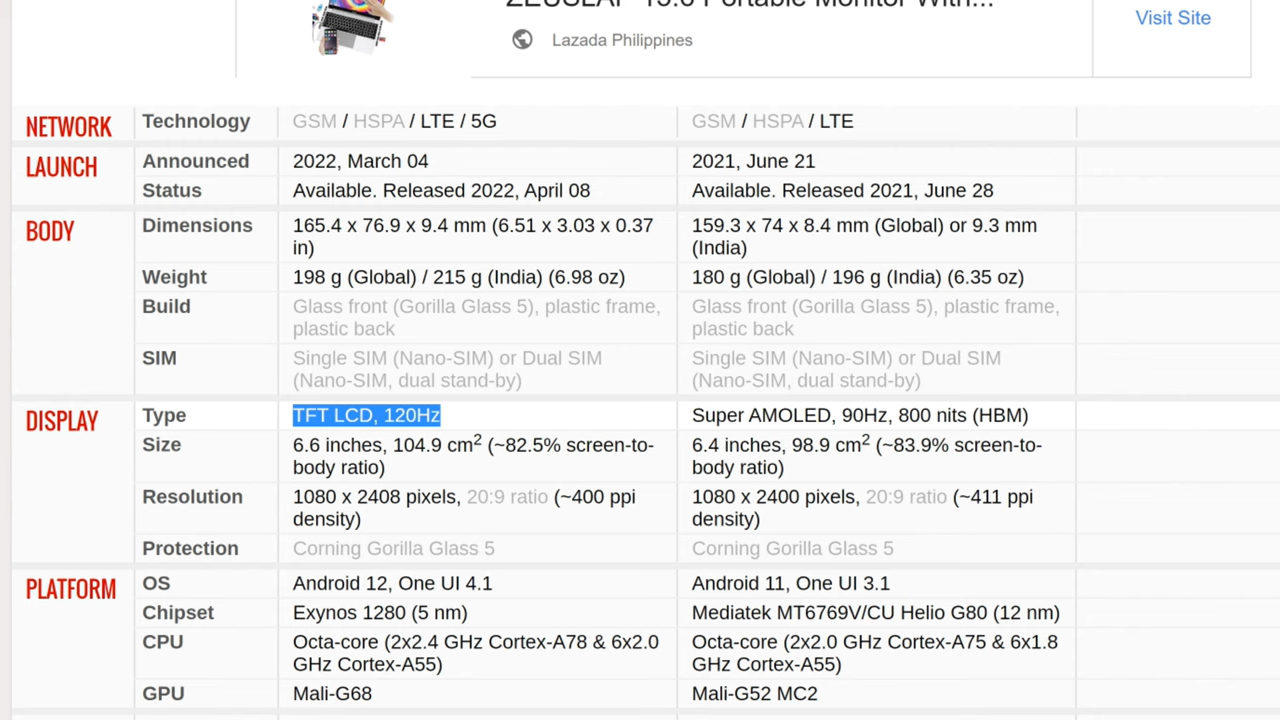 ZEUSLAP 15.6 Portable Monitor With...
Visit Site
Lazada Philippines
NETWORK Technology GSM / HSPA / LTE / 5G GSM / HSPA / LTE
LAUNCH Announced 2022, March 04 2021, June 21
Status Available. Released 2022, April 08 Available. Released 2021, June 28
BODY Dimensions 165.4 x 76.9 x 9.4 mm (6.51 x 3.03 x 0.37 159.3 x 74 x 8.4 mm (Global) or 9.3 mm
in) (India)
Weight 198 g (Global) / 215 g (India) (6.98 oz) 180 g (Global) / 196 g (India) (6.35 oz)
Build Glass front (Gorilla Glass 5), plastic frame, Glass front (Gorilla Glass 5), plastic frame,
plastic back plastic back
SIM Single SIM (Nano-SIM) or Dual SIM Single SIM (Nano-SIM) or Dual SIM
(Nano-SIM, dual stand-by) (Nano-SIM, dual stand-by)
DISPLAY Type TFT LCD, 120Hz Super AMOLED, 90Hz, 800 nits (HBM)
Size 6.6 inches, 104.9 cm² (~82.5% screen-to- 6.4 inches, 98.9 cm² (~83.9% screen-to-
body ratio) body ratio)
Resolution 1080 x 2408 pixels, 20:9 ratio (~400 ppi 1080 x 2400 pixels, 20:9 ratio (~411 ppi
density) density)
Protection Corning Gorilla Glass 5 Corning Gorilla Glass 5
PLATFORM OS Android 12, One UI 4.1 Android 11, One UI 3.1
Chipset Exynos 1280 (5 nm) Mediatek MT6769V/CU Helio G80 (12 nm)
CPU Octa-core (2x2.4 GHz Cortex-A78 & 6x2.0 Octa-core (2x2.0 GHz Cortex-A75 & 6x1.8
GHz Cortex-A55) GHz Cortex-A55)
GPU Mali-G68 Mali-G52 MC2